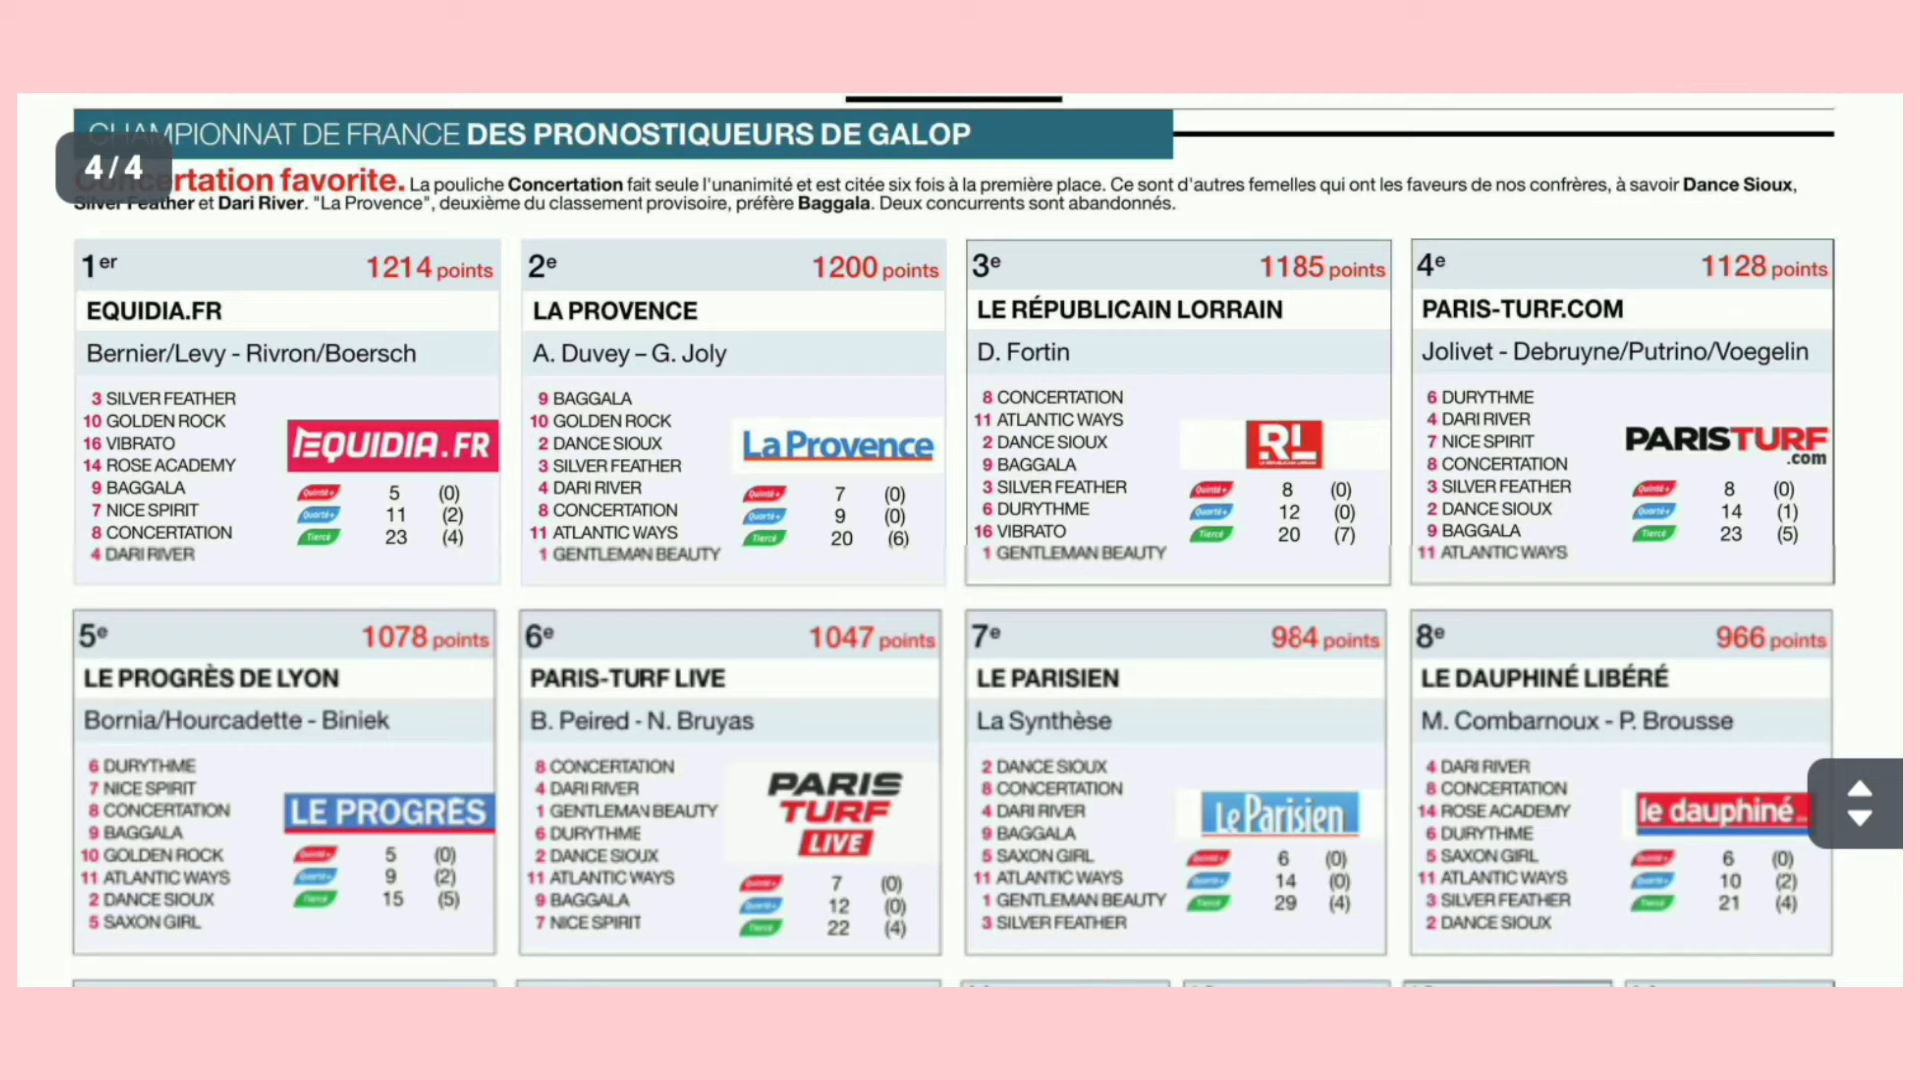 CHAMPIONNAT DE FRANCE DES PRONOSTIQUEURS DE GALOP
4/4
rtation favorite. La pouliche Concertation fait seule l'unanimité et est citée six fois à la première place. Ce sont d'autres femelles qui ont les faveurs de nos confrères, à savoir Dance Sioux,
Silver Feather et Dari River. "La Provence", deuxième du classement provisoire, préfère Baggala. Deux concurrents sont abandonnés.
1er 1214 points
EQUIDIA.FR
Bernier/Levy - Rivron/Boersch
3 SILVER FEATHER
10 GOLDEN ROCK
16 VIBRATO
14 ROSE ACADEMY
9 BAGGALA
7 NICE SPIRIT
8 CONCERTATION
4 DARI RIVER
EQUIDIA.FR
Quinté+ 5 (0)
Quarté+ 11 (2)
Tiercé 23 (4)
2e 1200 points
LA PROVENCE
A. Duvey – G. Joly
9 BAGGALA
10 GOLDEN ROCK
2 DANCE SIOUX
3 SILVER FEATHER
4 DARI RIVER
8 CONCERTATION
11 ATLANTIC WAYS
1 GENTLEMAN BEAUTY
La Provence
Quinté+ 7 (0)
Quarté+ 9 (0)
Tiercé 20 (6)
3e 1185 points
LE RÉPUBLICAIN LORRAIN
D. Fortin
8 CONCERTATION
11 ATLANTIC WAYS
2 DANCE SIOUX
9 BAGGALA
3 SILVER FEATHER
6 DURYTHME
16 VIBRATO
1 GENTLEMAN BEAUTY
RL
LE RÉPUBLICAIN LORRAIN
Quinté+ 8 (0)
Quarté+ 12 (0)
Tiercé 20 (7)
4e 1128 points
PARIS-TURF.COM
Jolivet - Debruyne/Putrino/Voegelin
6 DURYTHME
4 DARI RIVER
7 NICE SPIRIT
8 CONCERTATION
3 SILVER FEATHER
2 DANCE SIOUX
9 BAGGALA
11 ATLANTIC WAYS
PARISTURF
.com
Quinté+ 8 (0)
Quarté+ 14 (1)
Tiercé 23 (5)
5e 1078 points
LE PROGRÈS DE LYON
Bornia/Hourcadette - Biniek
6 DURYTHME
7 NICE SPIRIT
8 CONCERTATION
9 BAGGALA
10 GOLDEN ROCK
11 ATLANTIC WAYS
2 DANCE SIOUX
5 SAXON GIRL
LE PROGRÈS
Quinté+ 5 (0)
Quarté+ 9 (2)
Tiercé 15 (5)
6e 1047 points
PARIS-TURF LIVE
B. Peired - N. Bruyas
8 CONCERTATION
4 DARI RIVER
1 GENTLEMAN BEAUTY
6 DURYTHME
2 DANCE SIOUX
11 ATLANTIC WAYS
9 BAGGALA
7 NICE SPIRIT
PARIS
TURF
LIVE
Quinté+ 7 (0)
Quarté+ 12 (0)
Tiercé 22 (4)
7e 984 points
LE PARISIEN
La Synthèse
2 DANCE SIOUX
8 CONCERTATION
4 DARI RIVER
9 BAGGALA
5 SAXON GIRL
11 ATLANTIC WAYS
1 GENTLEMAN BEAUTY
3 SILVER FEATHER
Le Parisien
Quinté+ 6 (0)
Quarté+ 14 (0)
Tiercé 29 (4)
8e 966 points
LE DAUPHINÉ LIBÉRÉ
M. Combarnoux - P. Brousse
4 DARI RIVER
8 CONCERTATION
14 ROSE ACADEMY
6 DURYTHME
5 SAXON GIRL
11 ATLANTIC WAYS
3 SILVER FEATHER
2 DANCE SIOUX
le dauphiné
Quinté+ 6 (0)
Quarté+ 10 (2)
Tiercé 21 (4)